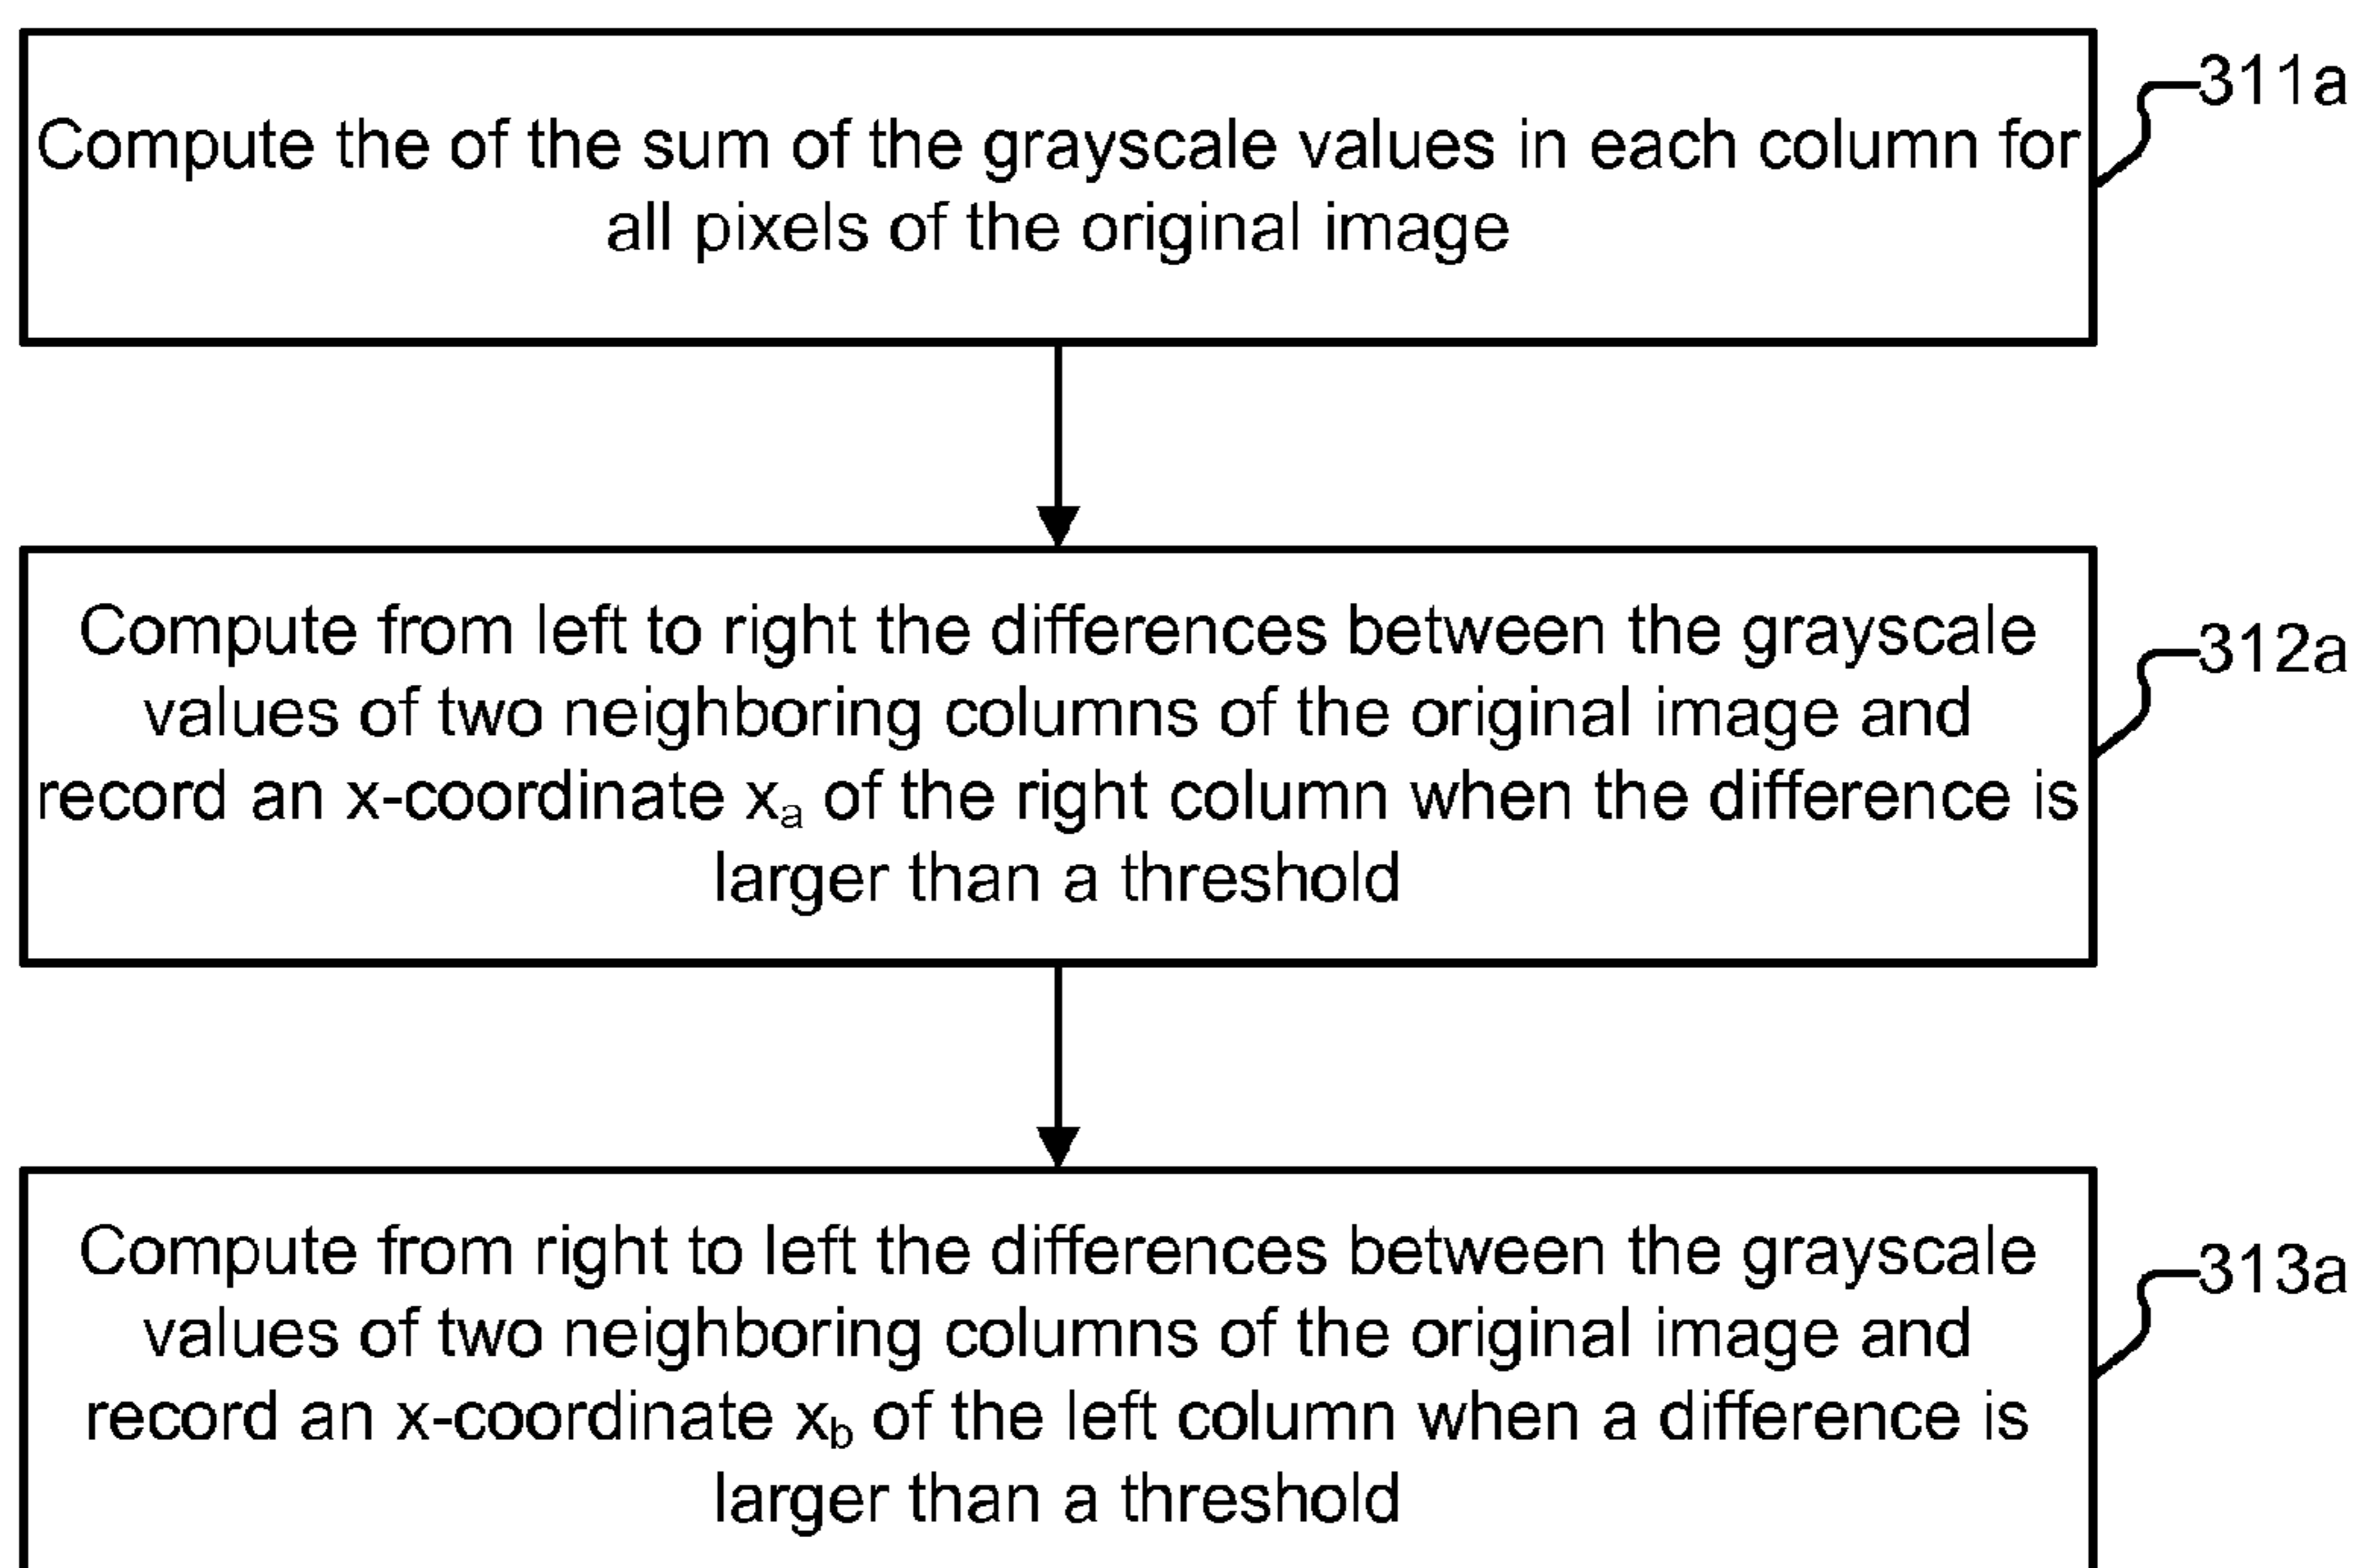 Compute the of the sum of the grayscale values in each column for
all pixels of the original image
311a
Compute from left to right the differences between the grayscale
values of two neighboring columns of the original image and
record an x-coordinate xₐ of the right column when the difference is
larger than a threshold
312a
Compute from right to left the differences between the grayscale
values of two neighboring columns of the original image and
record an x-coordinate x_b of the left column when a difference is
larger than a threshold
313a